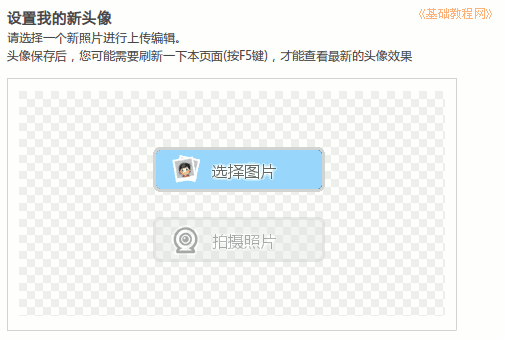 设置我的新头像
《基础教程网》
请选择一个新照片进行上传编辑。
头像保存后，您可能需要刷新一下本页面(按F5键)，才能查看最新的头像效果
选择图片
拍摄照片